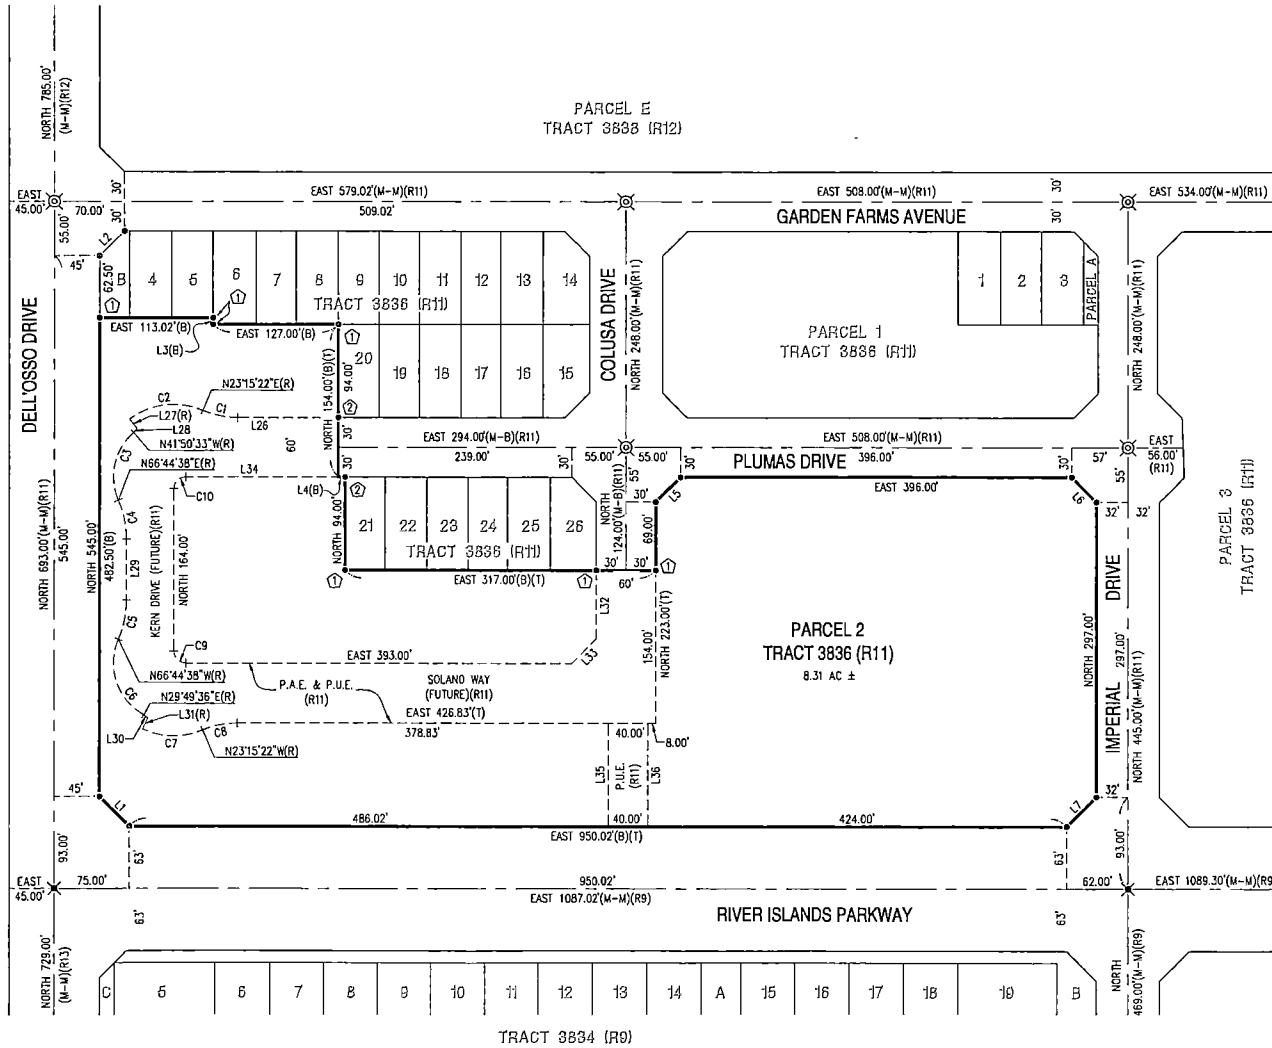 NORTH 785.00'
(M-M)(R12)
PARCEL E
TRACT 3838 (R12)
EAST
45.00'
70.00'
30'
30'
EAST 579.02'(M-M)(R11)
509.02'
EAST 508.00'(M-M)(R11)
30'
30'
EAST 534.00'(M-M)(R11)
GARDEN FARMS AVENUE
55.00'
45'
L2
62.50'
B
4
5
6
7
8
9
10
11
12
13
14
TRACT 3836 (R11)
1
1
EAST 113.02'(B)
EAST 127.00'(B)
1
L3(B)
DELL'OSSO DRIVE
COLUSA DRIVE
NORTH 248.00'(M-M)(R11)
1
2
3
PARCEL A
PARCEL 1
TRACT 3836 (R11)
NORTH 248.00'(M-M)(R11)
20
19
18
17
16
15
NORTH 154.00'(B)(T)
94.00'
N23°15'22"E(R)
C2
C1
L26
L27(R)
L28
N41°50'33"W(R)
C3
N66°44'38"E(R)
60'
2
30'
30'
EAST 294.00'(M-B)(R11)
239.00'
30'
55.00'
55.00'
EAST 508.00'(M-M)(R11)
PLUMAS DRIVE
396.00'
30'
57'
EAST
56.00'
(R11)
55'
L34
C10
L4(B)
2
EAST 396.00'
L5
L6
32'
32'
55'
30'
NORTH
124.00'(M-B)(R11)
69.00'
C4
KERN DRIVE (FUTURE)(R11)
NORTH 164.00'
NORTH 94.00'
21
22
23
24
25
26
TRACT 3836 (R11)
1
EAST 317.00'(B)(T)
1
30'
30'
60'
1
PARCEL 3
TRACT 3836 (R11)
NORTH 693.00'(M-M)(R11)
545.00'
NORTH 545.00'
482.50'(B)
L29
C5
C9
N66°44'38"W(R)
EAST 393.00'
L32
L33
154.00'
NORTH 223.00'(T)
PARCEL 2
TRACT 3836 (R11)
8.31 AC ±
NORTH 297.00'
IMPERIAL DRIVE
297.00'
NORTH 445.00'(M-M)(R11)
C6
P.A.E. & P.U.E.
(R11)
SOLANO WAY
(FUTURE)(R11)
N29°49'36"E(R)
L31(R)
EAST 426.83'(T)
378.83'
40.00'
8.00'
L30
C7
C8
N23°15'22"W(R)
L35
P.U.E.
(R11)
L36
45'
L1
32'
L7
486.02'
40.00'
424.00'
EAST 950.02'(B)(T)
93.00'
63'
63'
93.00'
EAST
45.00'
75.00'
950.02'
62.00'
EAST 1087.02'(M-M)(R9)
EAST 1089.30'(M-M)(R9
63'
RIVER ISLANDS PARKWAY
63'
NORTH 729.00'
(M-M)(R13)
NORTH
469.00'(M-M)(R9)
C
5
6
7
8
9
10
11
12
13
14
A
15
16
17
18
19
B
TRACT 3834 (R9)